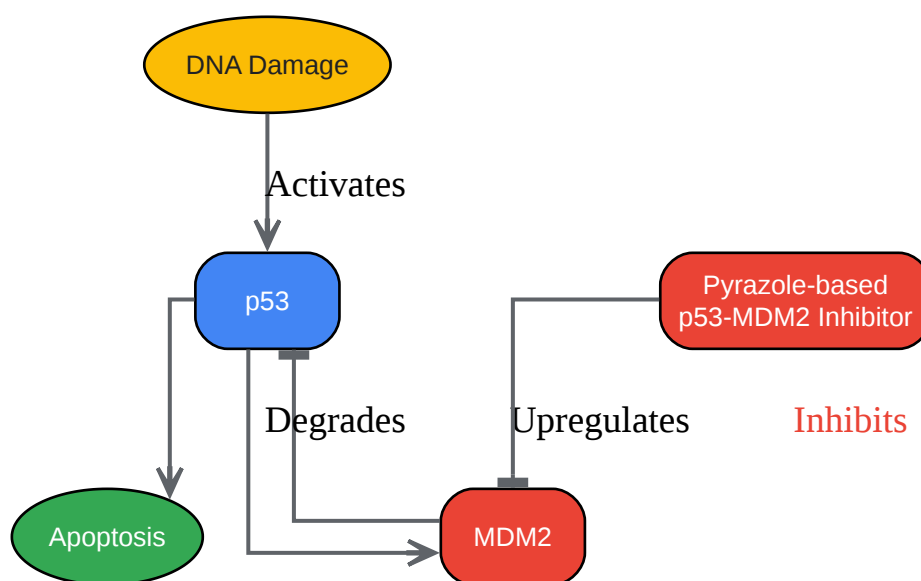 DNA Damage
Activates
p53
Pyrazole-based
p53-MDM2 Inhibitor
Degrades
Upregulates
Inhibits
Apoptosis
MDM2